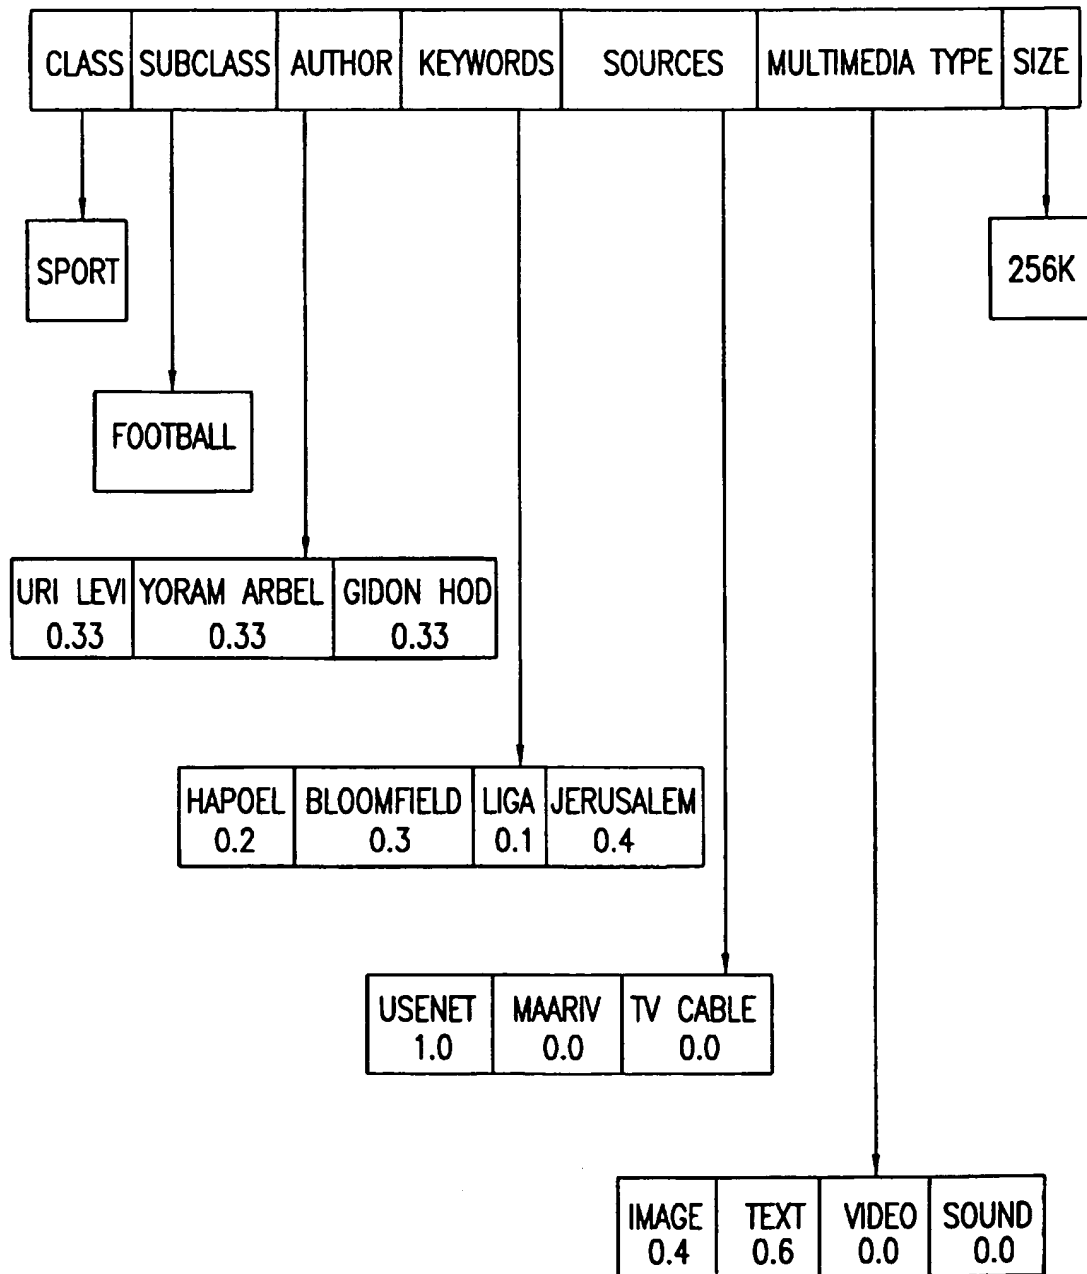 CLASS SUBCLASS AUTHOR KEYWORDS SOURCES MULTIMEDIA TYPE SIZE
SPORT
256K
FOOTBALL
URI LEVI YORAM ARBEL GIDON HOD
0.33 0.33 0.33
HAPOEL BLOOMFIELD LIGA JERUSALEM
0.2 0.3 0.1 0.4
USENET MAARIV TV CABLE
1.0 0.0 0.0
IMAGE TEXT VIDEO SOUND
0.4 0.6 0.0 0.0